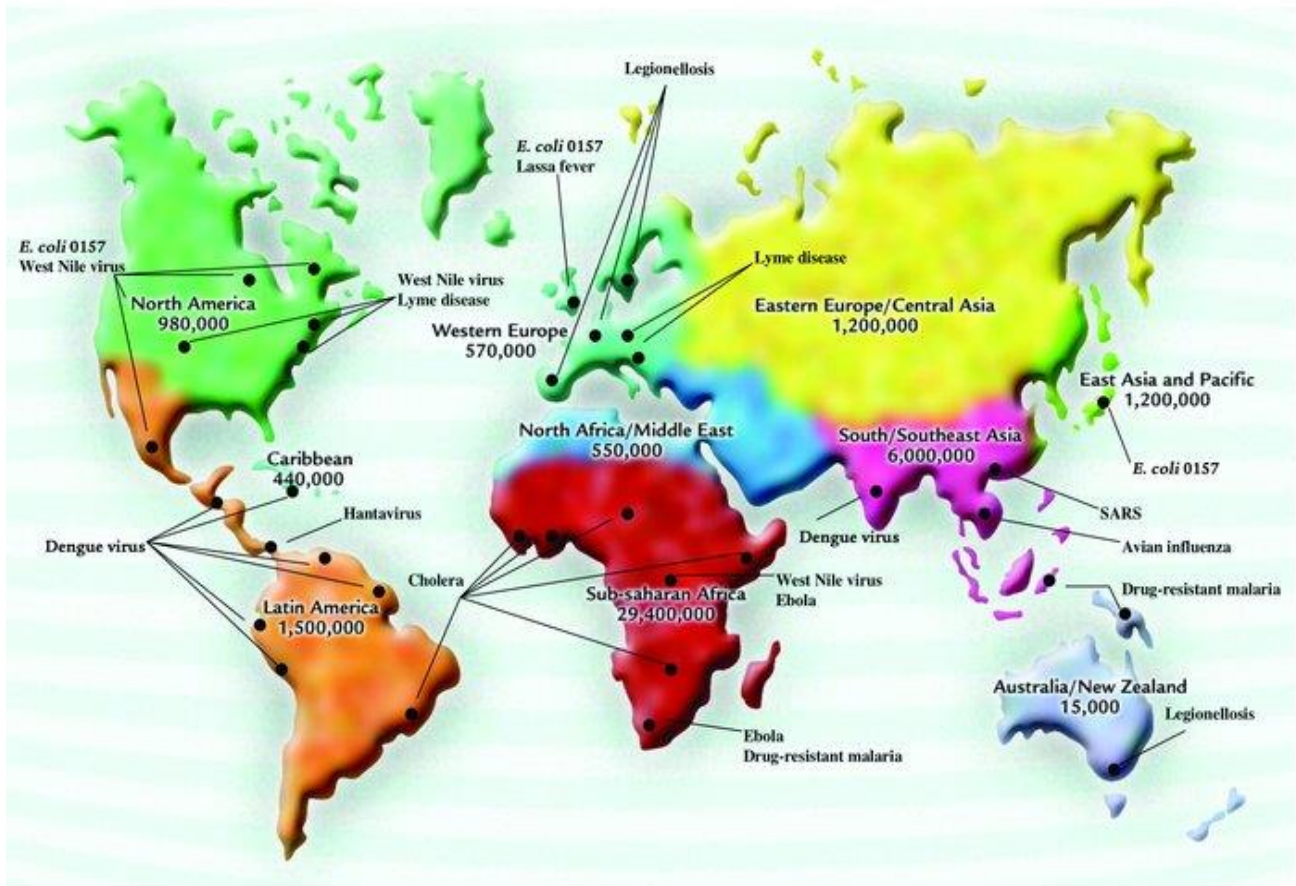 Legionellosis
E. coli 0157
Lassa fever
E. coli 0157
West Nile virus
North America
980,000
West Nile virus
Lyme disease
Western Europe
570,000
Lyme disease
Eastern Europe/Central Asia
1,200,000
East Asia and Pacific
1,200,000
E. coli 0157
North Africa/Middle East
550,000
South/Southeast Asia
6,000,000
Caribbean
440,000
Hantavirus
Dengue virus
Dengue virus
SARS
Avian influenza
Drug-resistant malaria
Cholera
West Nile virus
Ebola
Sub-saharan Africa
29,400,000
Latin America
1,500,000
Australia/New Zealand
15,000
Legionellosis
Ebola
Drug-resistant malaria